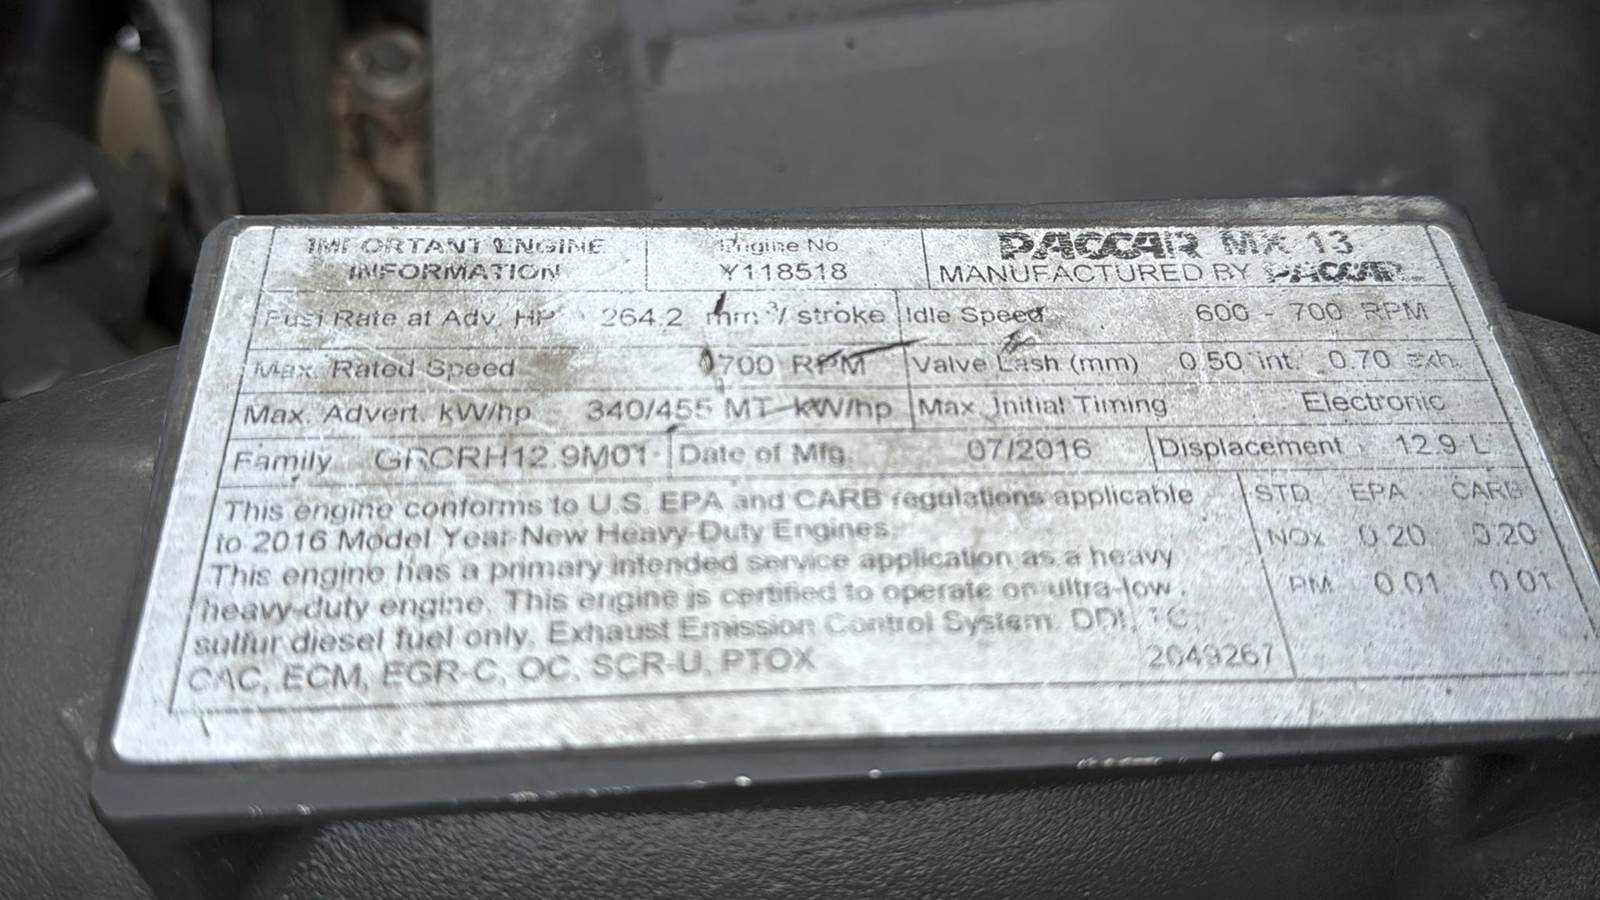 IMPORTANT ENGINE INFORMATION
Engine No
Y118518
PACCAR MX 13
MANUFACTURED BY PACCAR
Fuel Rate at Adv. HP 264.2 mm³/ stroke
Idle Speed 600 - 700 RPM
Max. Rated Speed 700 RPM
Valve Lash (mm) 0.50 int. 0.70 exh.
Max. Advert. kW/hp 340/455 MT-kW/hp
Max Initial Timing Electronic
Family GPCRH12.9M01
Date of Mfg. 07/2016
Displacement 12.9 L
This engine conforms to U.S. EPA and CARB regulations applicable
to 2016 Model Year New Heavy-Duty Engines.
This engine has a primary intended service application as a heavy
heavy-duty engine. This engine is certified to operate on ultra-low
sulfur diesel fuel only. Exhaust Emission Control System: DDI, TC,
CAC, ECM, EGR-C, OC, SCR-U, PTOX
2049267
STD EPA CARB
NOx 0.20 0.20
PM 0.01 0.01